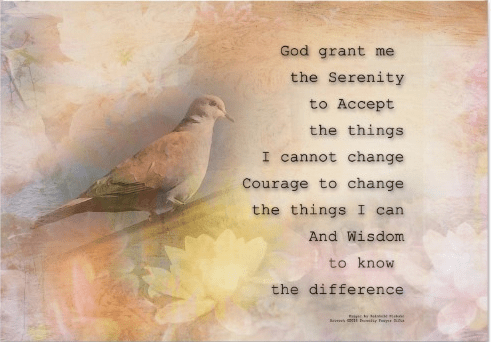 God grant me
the Serenity
to Accept
the things
I cannot change
Courage to change
the things I can
And Wisdom
to know
the difference